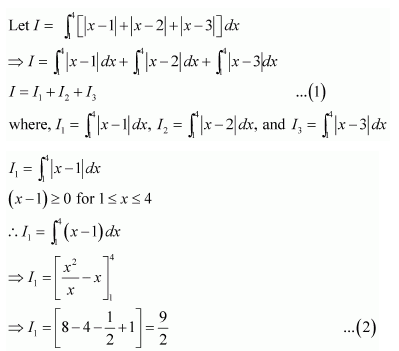 Let I = ∫₁⁴[|x−1|+|x−2|+|x−3|]dx
⇒ I = ∫₁⁴|x−1|dx + ∫₁⁴|x−2|dx + ∫₁⁴|x−3|dx
I = I₁ + I₂ + I₃ ...(1)
where, I₁ = ∫₁⁴|x−1|dx, I₂ = ∫₁⁴|x−2|dx, and I₃ = ∫₁⁴|x−3|dx
I₁ = ∫₁⁴|x−1|dx
(x−1) ≥ 0 for 1 ≤ x ≤ 4
∴ I₁ = ∫₁⁴(x−1)dx
⇒ I₁ = [x²/x − x]₁⁴
⇒ I₁ = [8−4−1/2+1] = 9/2 ...(2)